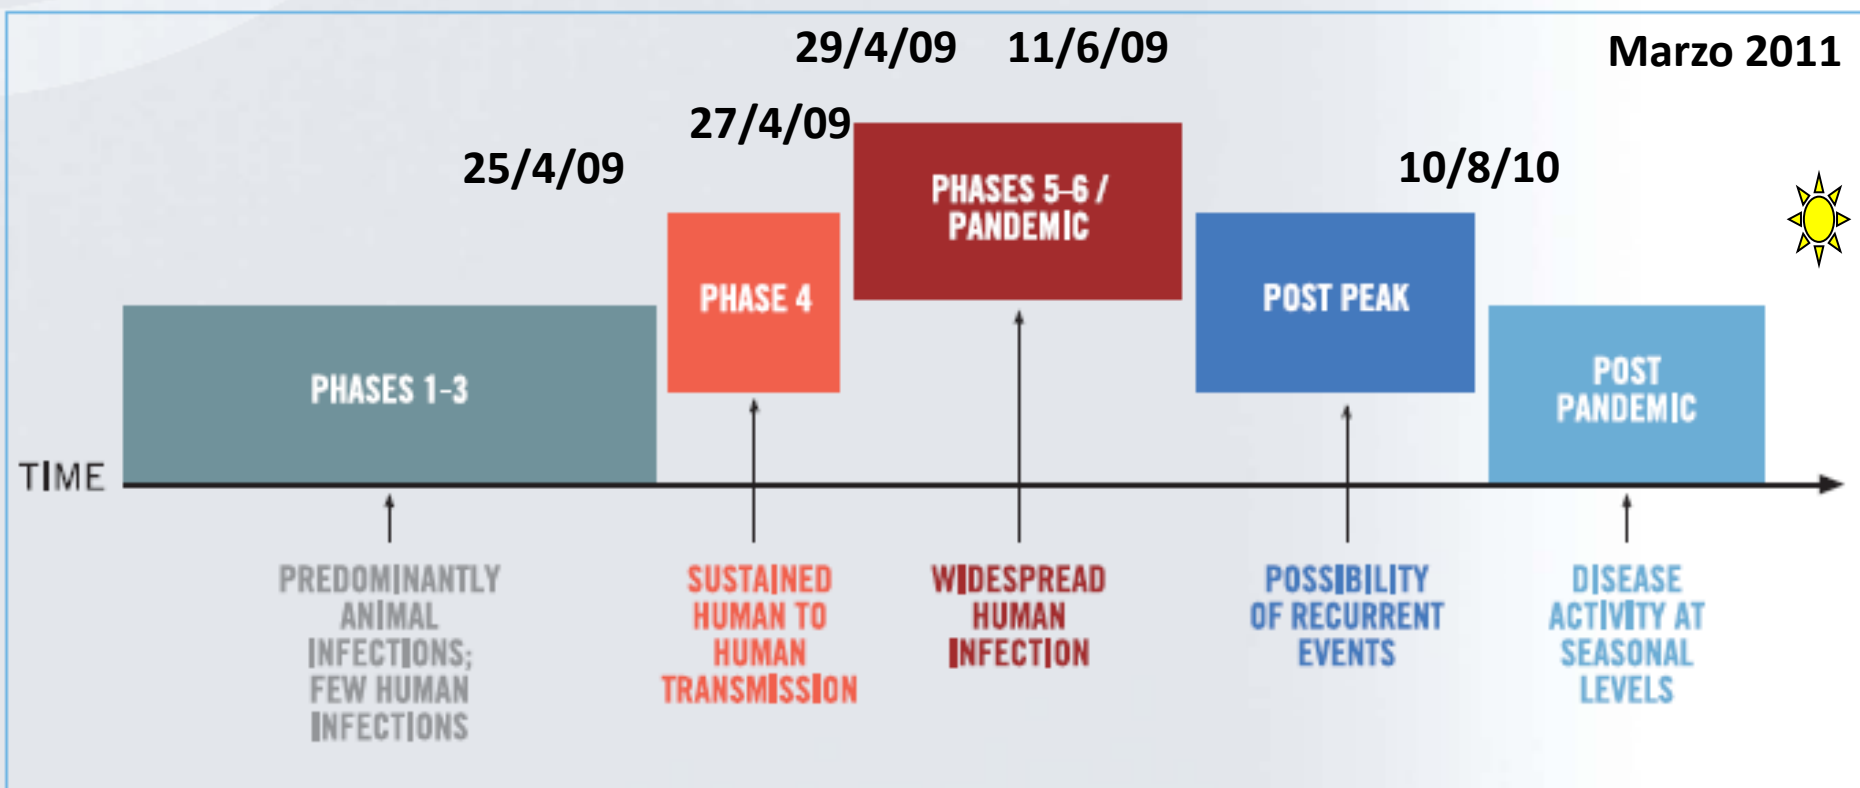 29/4/09 11/6/09
Marzo 2011
27/4/09
25/4/09
10/8/10
PHASES 5–6 /
PANDEMIC
PHASE 4
POST PEAK
PHASES 1–3
POST
PANDEMIC
TIME
PREDOMINANTLY
ANIMAL
INFECTIONS;
FEW HUMAN
INFECTIONS
SUSTAINED
HUMAN TO
HUMAN
TRANSMISSION
WIDESPREAD
HUMAN
INFECTION
POSSIBILITY
OF RECURRENT
EVENTS
DISEASE
ACTIVITY AT
SEASONAL
LEVELS